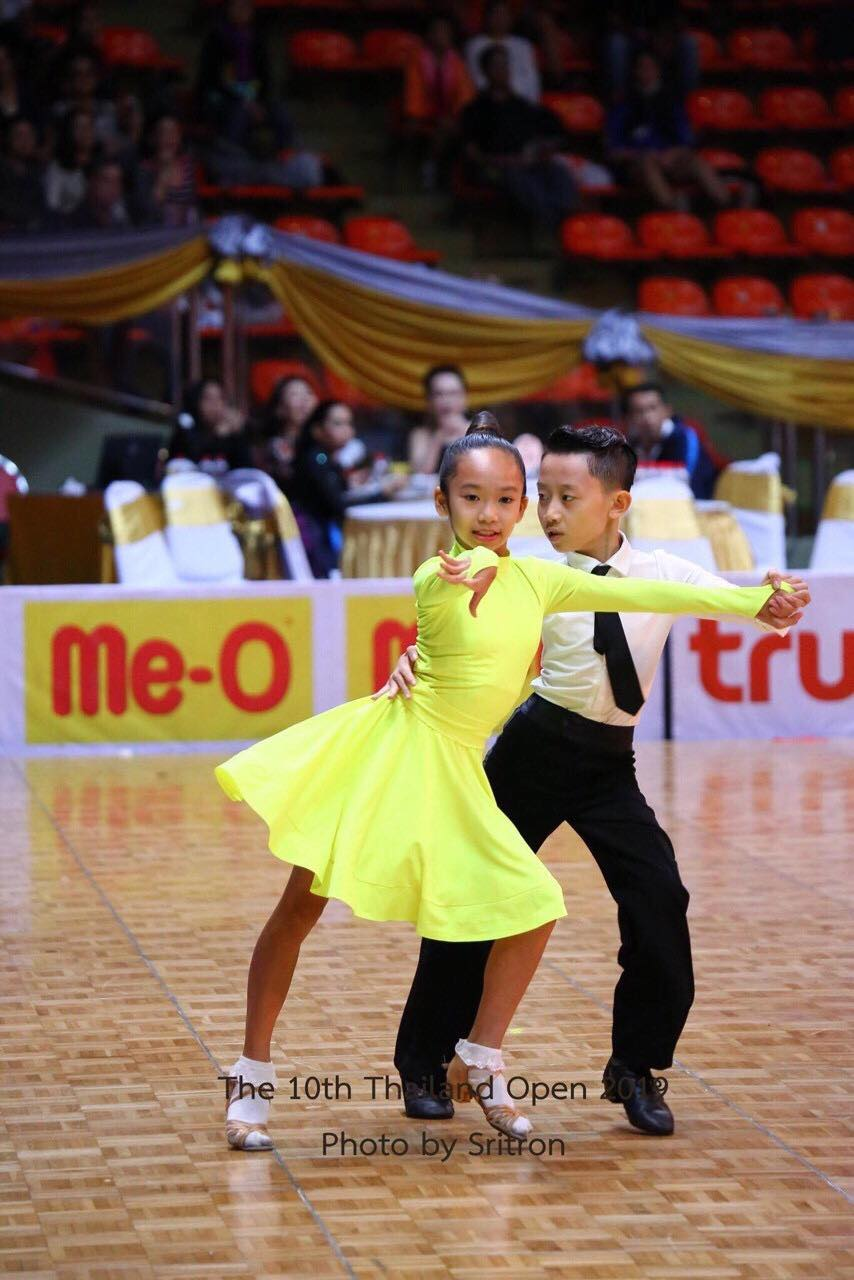 me-o
m
tru
The 10th Thailand Open 2019
Photo by Sritron